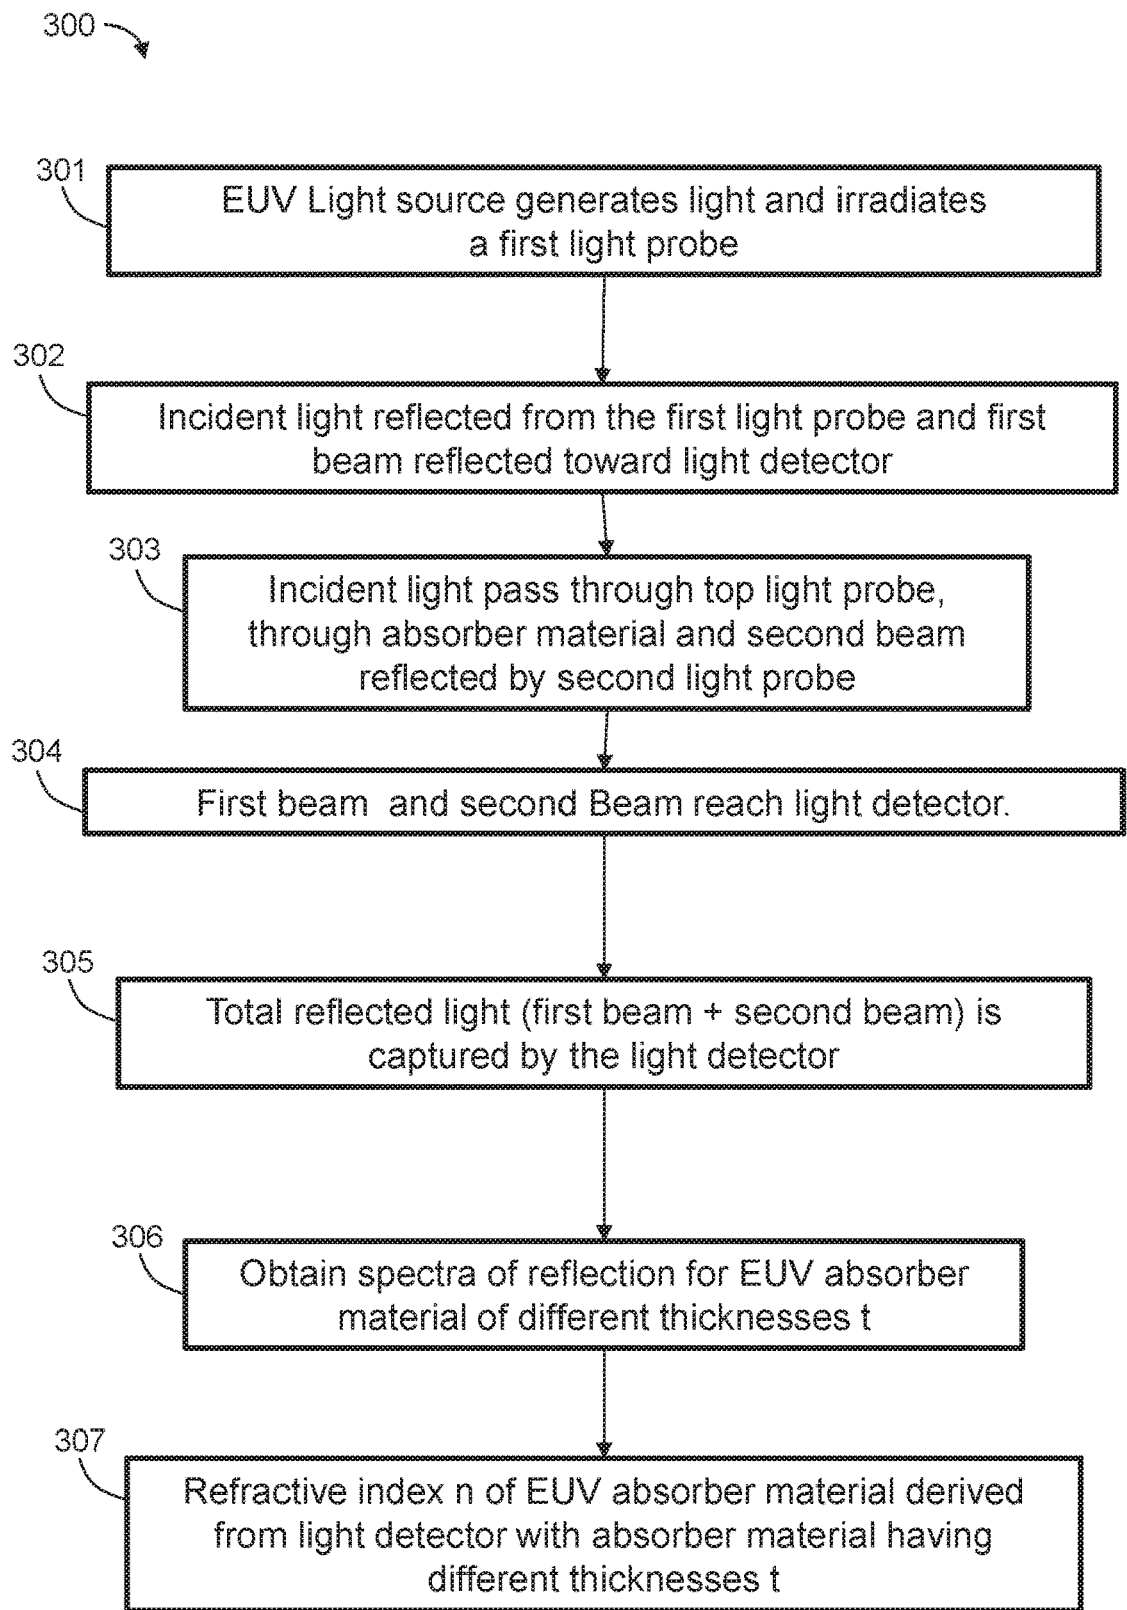 300
301
EUV Light source generates light and irradiates
a first light probe
302
Incident light reflected from the first light probe and first
beam reflected toward light detector
303
Incident light pass through top light probe,
through absorber material and second beam
reflected by second light probe
304
First beam  and second Beam reach light detector.
305
Total reflected light (first beam + second beam) is
captured by the light detector
306
Obtain spectra of reflection for EUV absorber
material of different thicknesses t
307
Refractive index n of EUV absorber material derived
from light detector with absorber material having
different thicknesses t